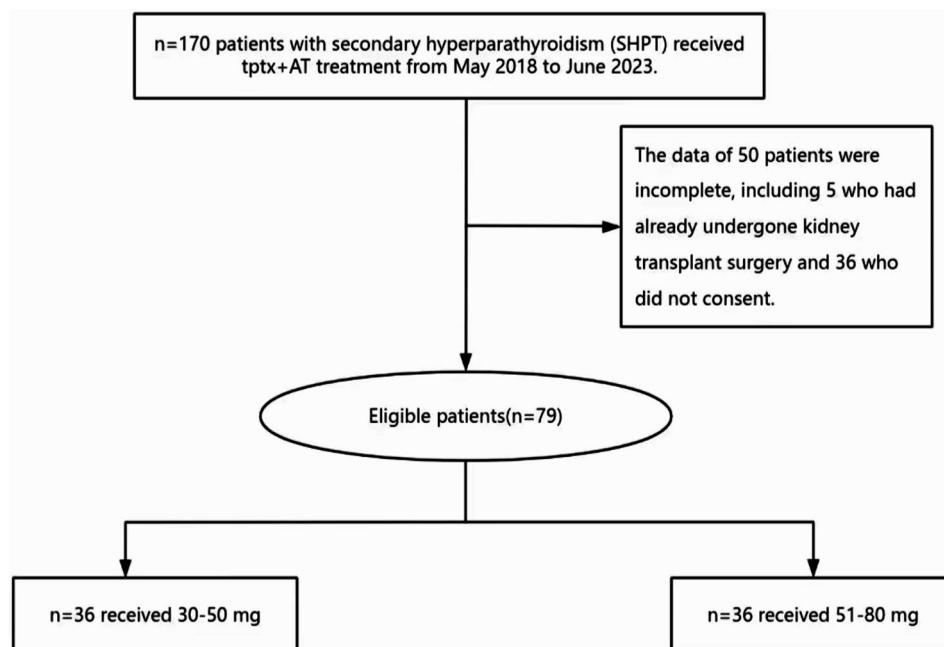 n=170 patients with secondary hyperparathyroidism (SHPT) received
tptx+AT treatment from May 2018 to June 2023.
The data of 50 patients were
incomplete, including 5 who had
already undergone kidney
transplant surgery and 36 who
did not consent.
Eligible patients(n=79)
n=36 received 30-50 mg
n=36 received 51-80 mg